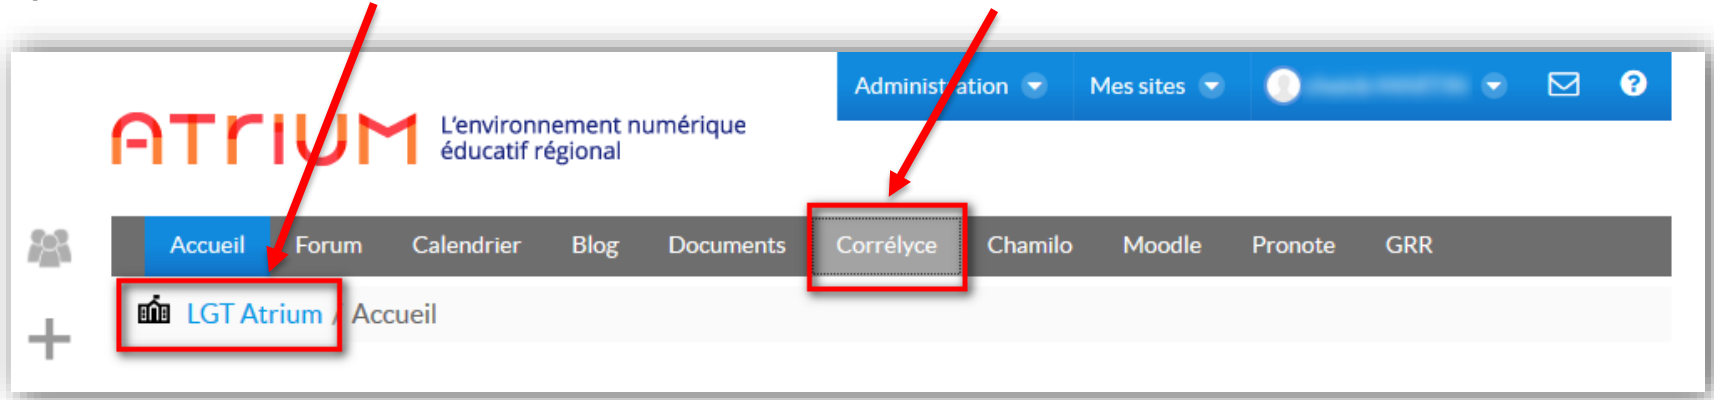 Administration Mes sites
ATRIUM L'environnement numérique
éducatif régional
Accueil Forum Calendrier Blog Documents Corrélyce Chamilo Moodle Pronote GRR
LGT Atrium / Accueil